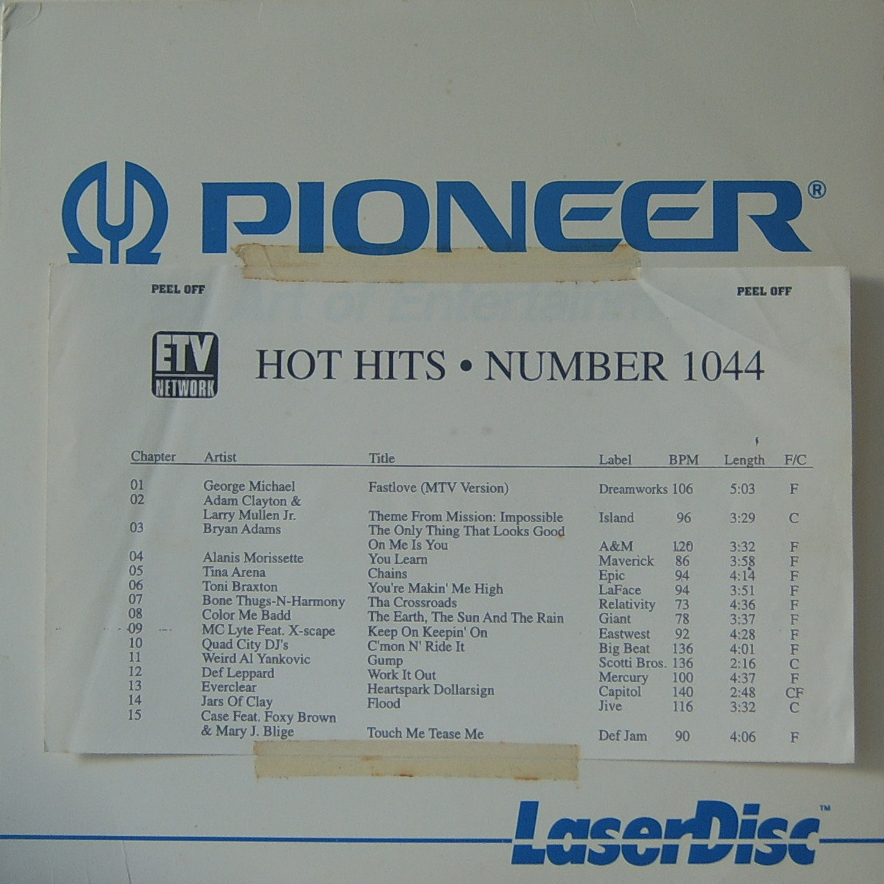 PIONEER®
Art of Entertainment
PEEL OFF PEEL OFF
ETV
NETWORK
HOT HITS • NUMBER 1044
Chapter Artist Title Label BPM Length F/C
01 George Michael Fastlove (MTV Version) Dreamworks 106 5:03 F
02 Adam Clayton &
Larry Mullen Jr. Theme From Mission: Impossible Island 96 3:29 C
03 Bryan Adams The Only Thing That Looks Good
On Me Is You A&M 120 3:32 F
04 Alanis Morissette You Learn Maverick 86 3:58 F
05 Tina Arena Chains Epic 94 4:14 F
06 Toni Braxton You're Makin' Me High LaFace 94 3:51 F
07 Bone Thugs-N-Harmony Tha Crossroads Relativity 73 4:36 F
08 Color Me Badd The Earth, The Sun And The Rain Giant 78 3:37 F
09 MC Lyte Feat. X-scape Keep On Keepin' On Eastwest 92 4:28 F
10 Quad City DJ's C'mon N' Ride It Big Beat 136 4:01 F
11 Weird Al Yankovic Gump Scotti Bros. 136 2:16 C
12 Def Leppard Work It Out Mercury 100 4:37 F
13 Everclear Heartspark Dollarsign Capitol 140 2:48 CF
14 Jars Of Clay Flood Jive 116 3:32 C
15 Case Feat. Foxy Brown
& Mary J. Blige Touch Me Tease Me Def Jam 90 4:06 F
LaserDisc™